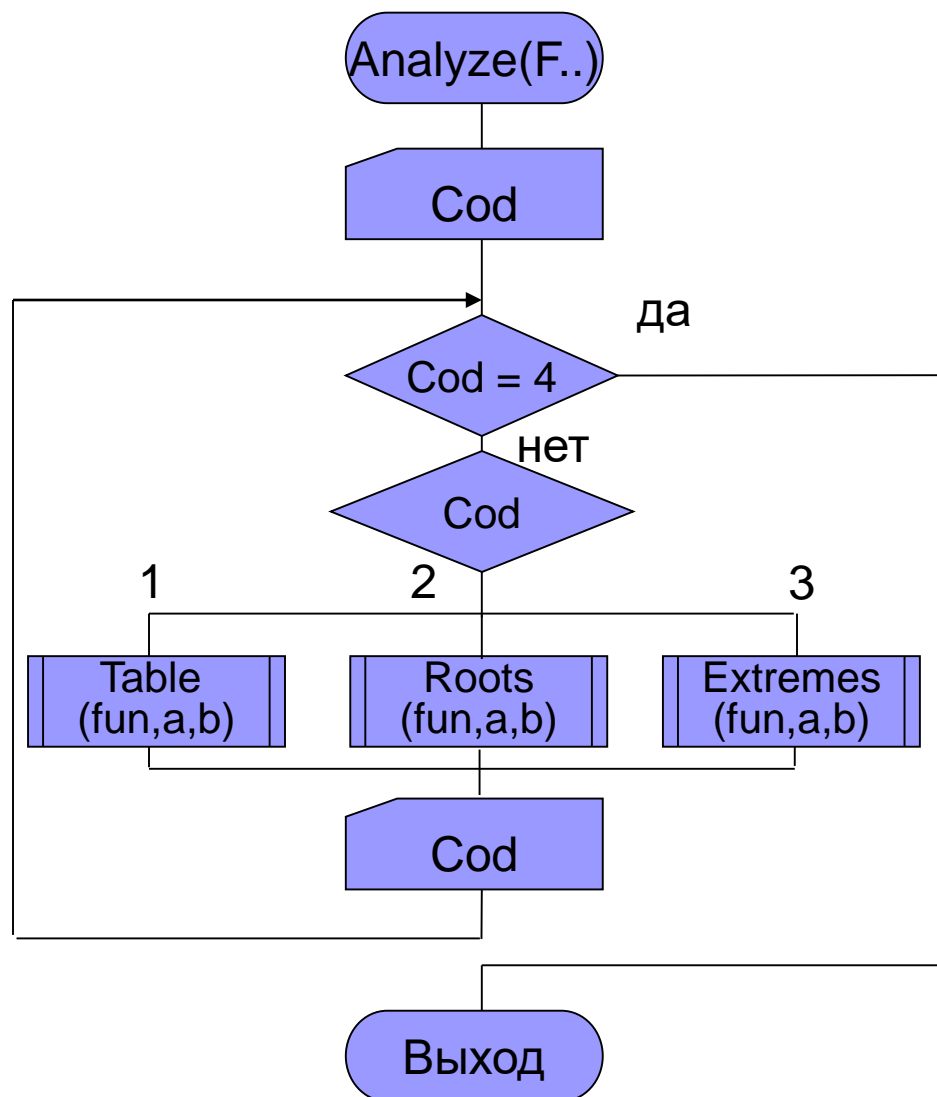 Analyze(F..)
Cod
да
Cod = 4
нет
Cod
1 2 3
Table
(fun,a,b)
Roots
(fun,a,b)
Extremes
(fun,a,b)
Cod
Выход